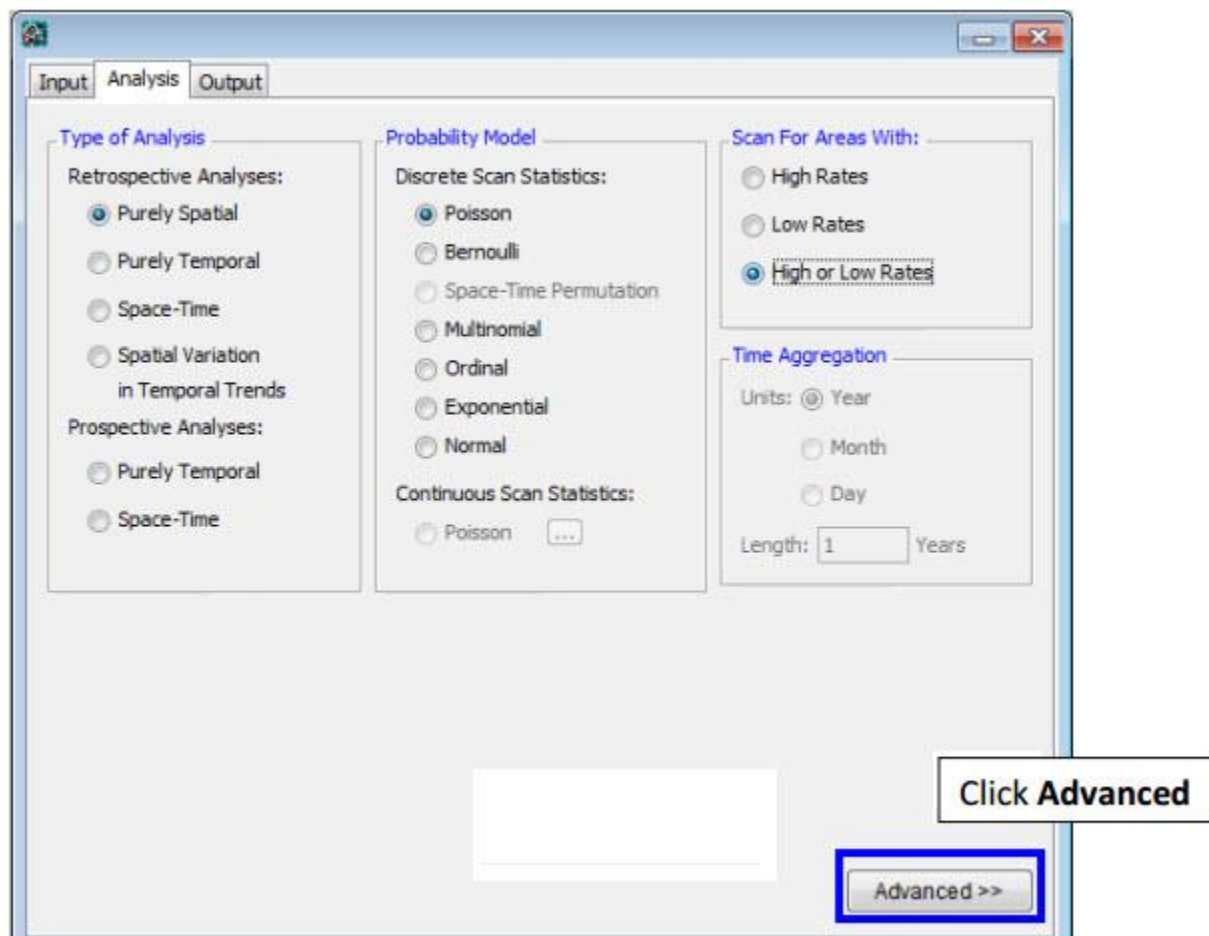 Input Analysis Output
Type of Analysis
Retrospective Analyses:
Purely Spatial
Purely Temporal
Space-Time
Spatial Variation
in Temporal Trends
Prospective Analyses:
Purely Temporal
Space-Time
Probability Model
Discrete Scan Statistics:
Poisson
Bernoulli
Space-Time Permutation
Multinomial
Ordinal
Exponential
Normal
Continuous Scan Statistics:
Poisson ...
Scan For Areas With:
High Rates
Low Rates
High or Low Rates
Time Aggregation
Units: Year
Month
Day
Length: 1 Years
Click Advanced
Advanced >>